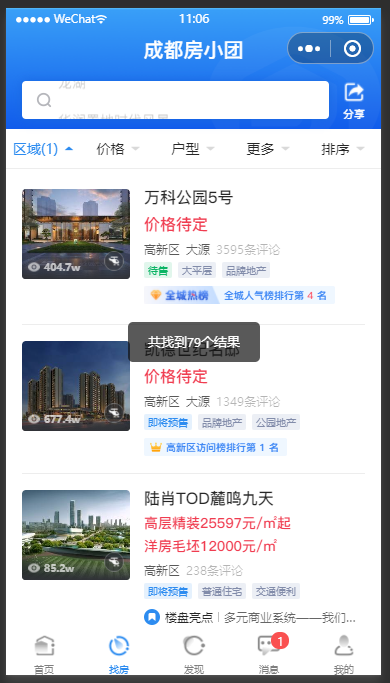 WeChat 11:06 99%
成都房小团
龙湖
分享
区域(1) 价格 户型 更多 排序
万科公园5号
价格待定
高新区 大源 3595条评论
待售 大平层 品牌地产
404.7w
全城热榜 全城人气榜排行第 4 名
共找到79个结果
凯德世纪名邸
价格待定
高新区 大源 1349条评论
677.4w
即将预售 品牌地产 公园地产
高新区访问榜排行第 1 名
陆肖TOD麓鸣九天
高层精装25597元/㎡起
洋房毛坯12000元/㎡
高新区 238条评论
85.2w
即将预售 普通住宅 交通便利
楼盘亮点 | 多元商业系统——我们...
1
首页 找房 发现 消息 我的